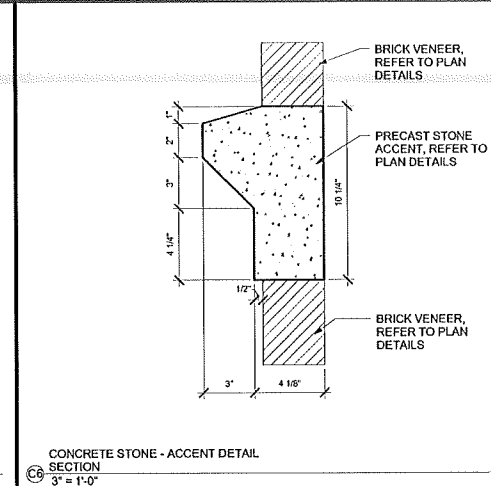 BRICK VENEER,
REFER TO PLAN
DETAILS
1"
2"
3"
4 1/4"
PRECAST STONE
ACCENT, REFER TO
PLAN DETAILS
10 1/4"
1/2"
BRICK VENEER,
REFER TO PLAN
DETAILS
3"
4 1/8"
CONCRETE STONE - ACCENT DETAIL
C6 SECTION
3" = 1'-0"